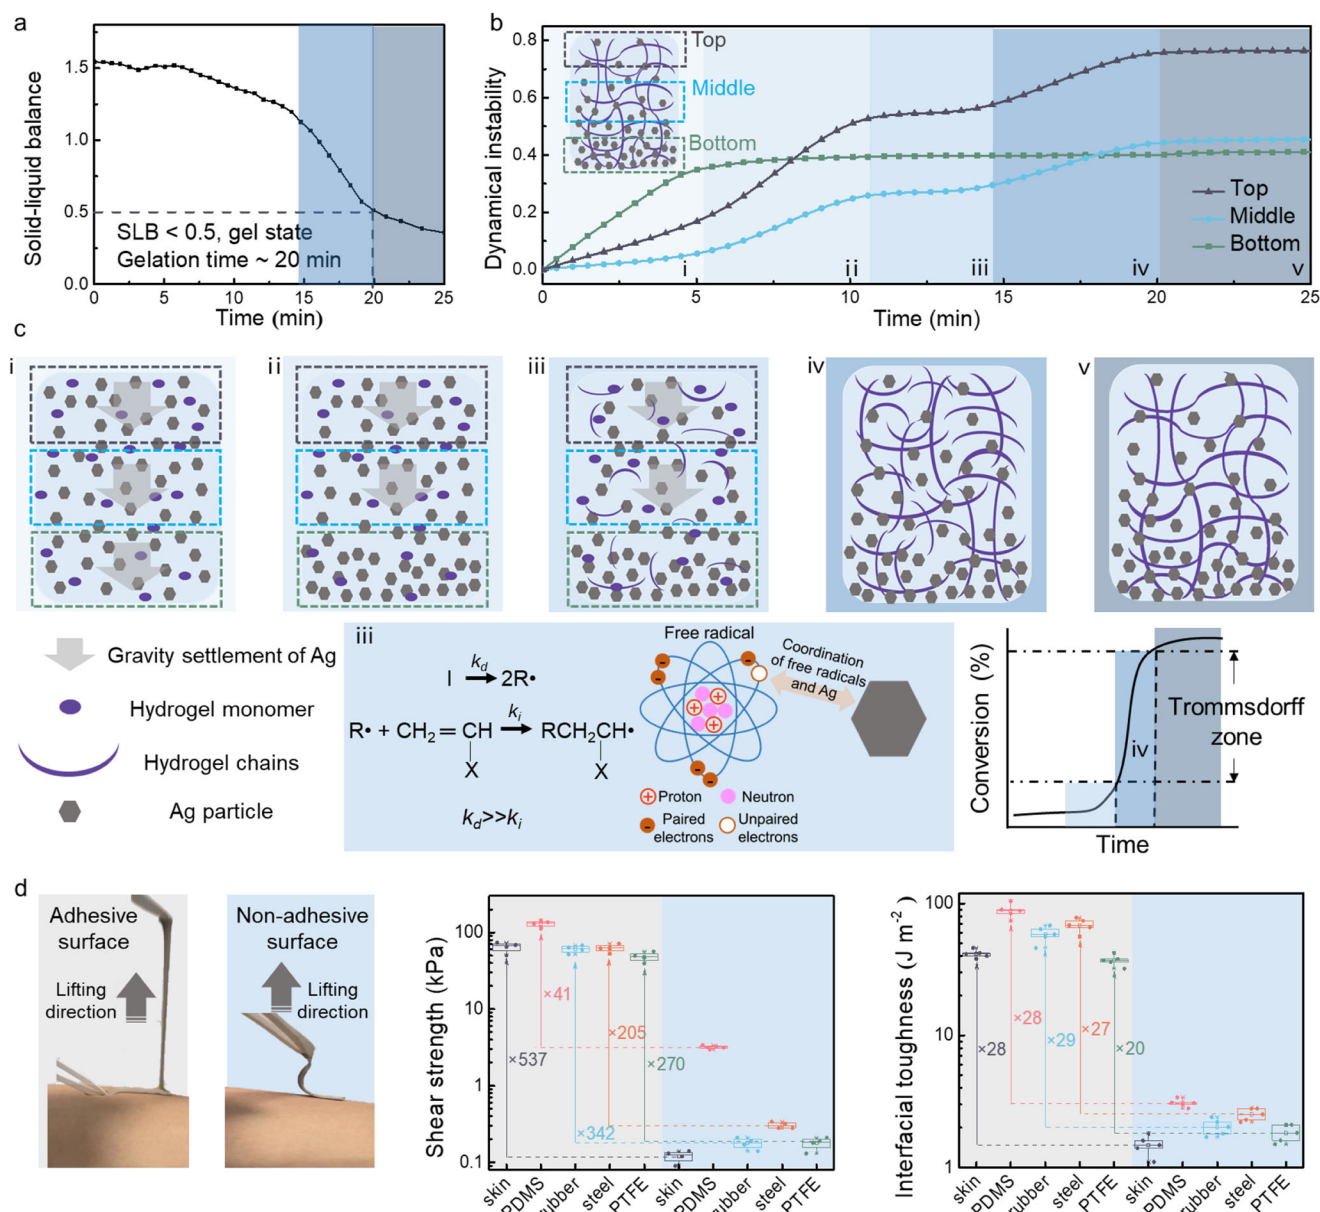 a
Solid-liquid balance
1.5
1.0
0.5
0.0
SLB < 0.5, gel state
Gelation time ~ 20 min
0 5 10 15 20 25
Time (min)
b
Dynamical instability
0.8
0.6
0.4
0.2
0.0
Top
Middle
Bottom
Top
Middle
Bottom
i ii iii iv v
0 5 10 15 20 25
Time (min)
c
i ii iii iv v
Gravity settlement of Ag
Hydrogel monomer
Hydrogel chains
Ag particle
iii
I kd 2R•
R• + CH2 = CH ki RCH2CH•
X X
kd>>ki
Free radical
Coordination
of free radicals
and Ag
Proton Neutron
Paired electrons
Unpaired electrons
Conversion (%)
iv
Trommsdorff
zone
Time
d
Adhesive
surface
Lifting
direction
Non-adhesive
surface
Lifting
direction
Shear strength (kPa)
100
10
1
0.1
×537
×41
×342
×205
×270
skin PDMS rubber steel PTFE skin PDMS rubber steel PTFE
Interfacial toughness (J m-2)
100
10
1
×28
×28
×29
×27
×20
skin PDMS rubber steel PTFE skin PDMS rubber steel PTFE